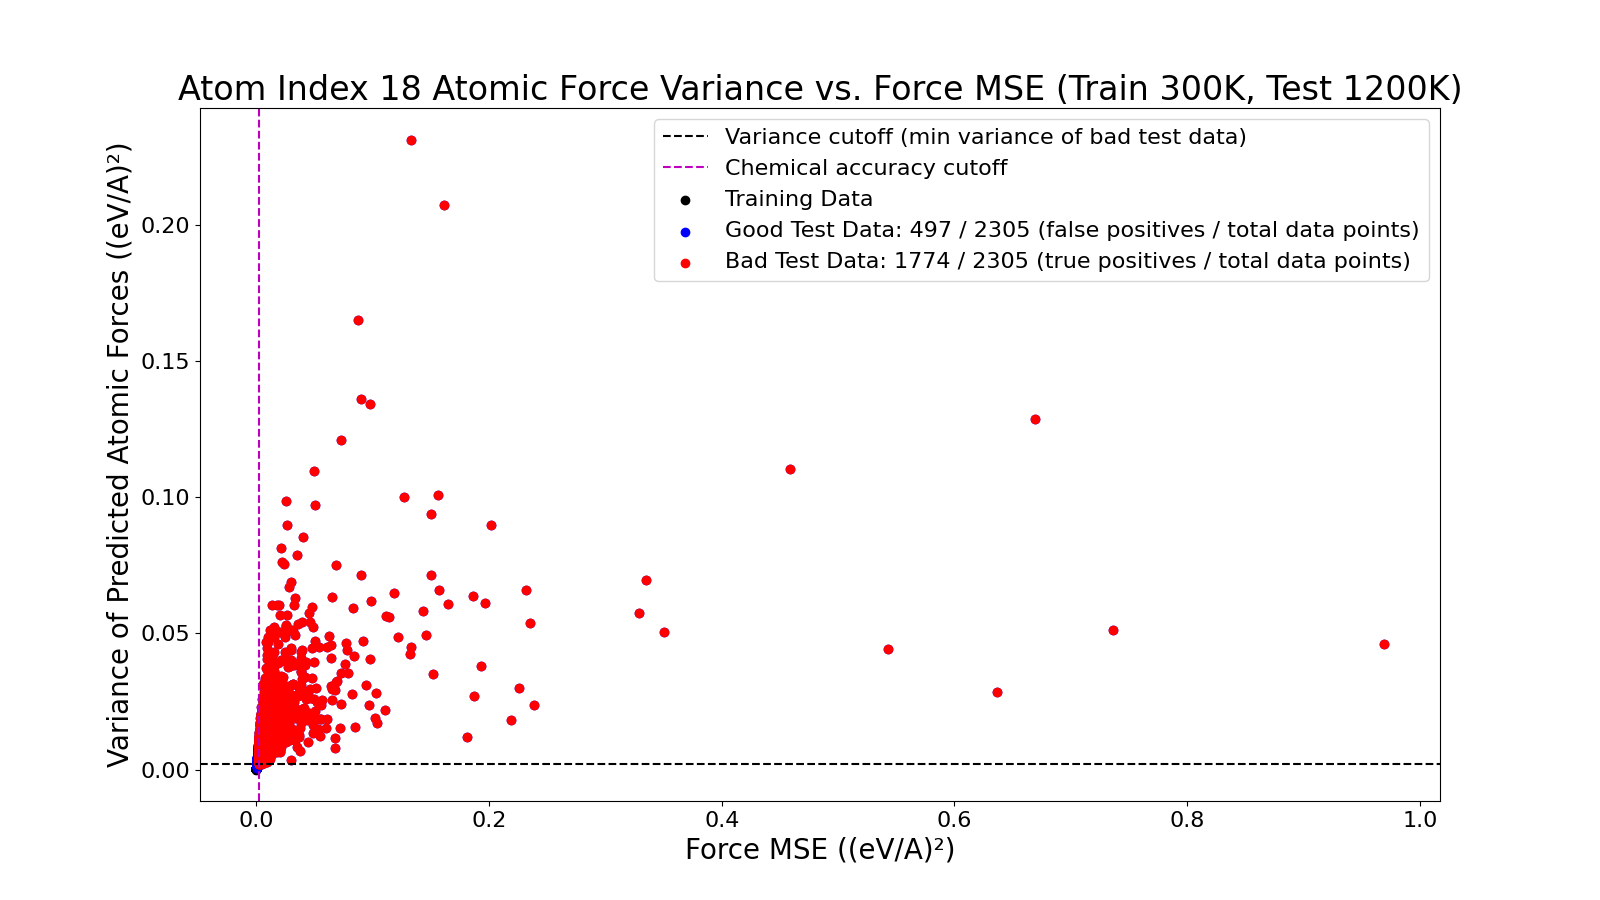 Atom Index 18 Atomic Force Variance vs. Force MSE (Train 300K, Test 1200K)
Variance cutoff (min variance of bad test data)
Chemical accuracy cutoff
Training Data
Good Test Data: 497 / 2305 (false positives / total data points)
Bad Test Data: 1774 / 2305 (true positives / total data points)
Variance of Predicted Atomic Forces ((eV/A)²)
0.20
0.15
0.10
0.05
0.00
0.0 0.2 0.4 0.6 0.8 1.0
Force MSE ((eV/A)²)